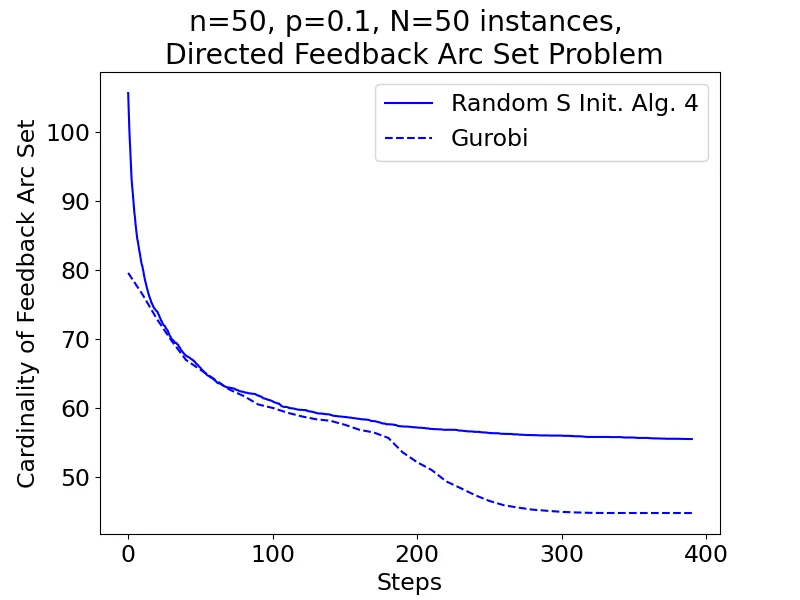 n=50, p=0.1, N=50 instances,
Directed Feedback Arc Set Problem
Random S Init. Alg. 4
Gurobi
Cardinality of Feedback Arc Set
100
90
80
70
60
50
0 100 200 300 400
Steps